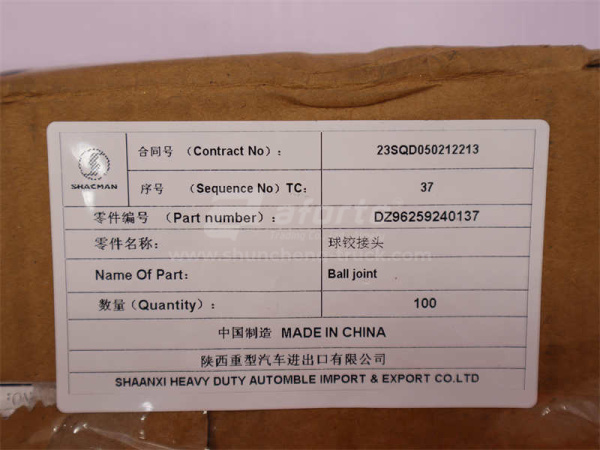 SHACMAN
合同号 （Contract No）： 23SQD050212213
序号 （Sequence No) TC： 37
零件编号（Part number）： DZ96259240137
零件名称： 球铰接头
Name Of Part： Ball joint
数量（Quantity）： 100
中国制造 MADE IN CHINA
陕西重型汽车进出口有限公司
SHAANXI HEAVY DUTY AUTOMBLE IMPORT & EXPORT CO.LTD